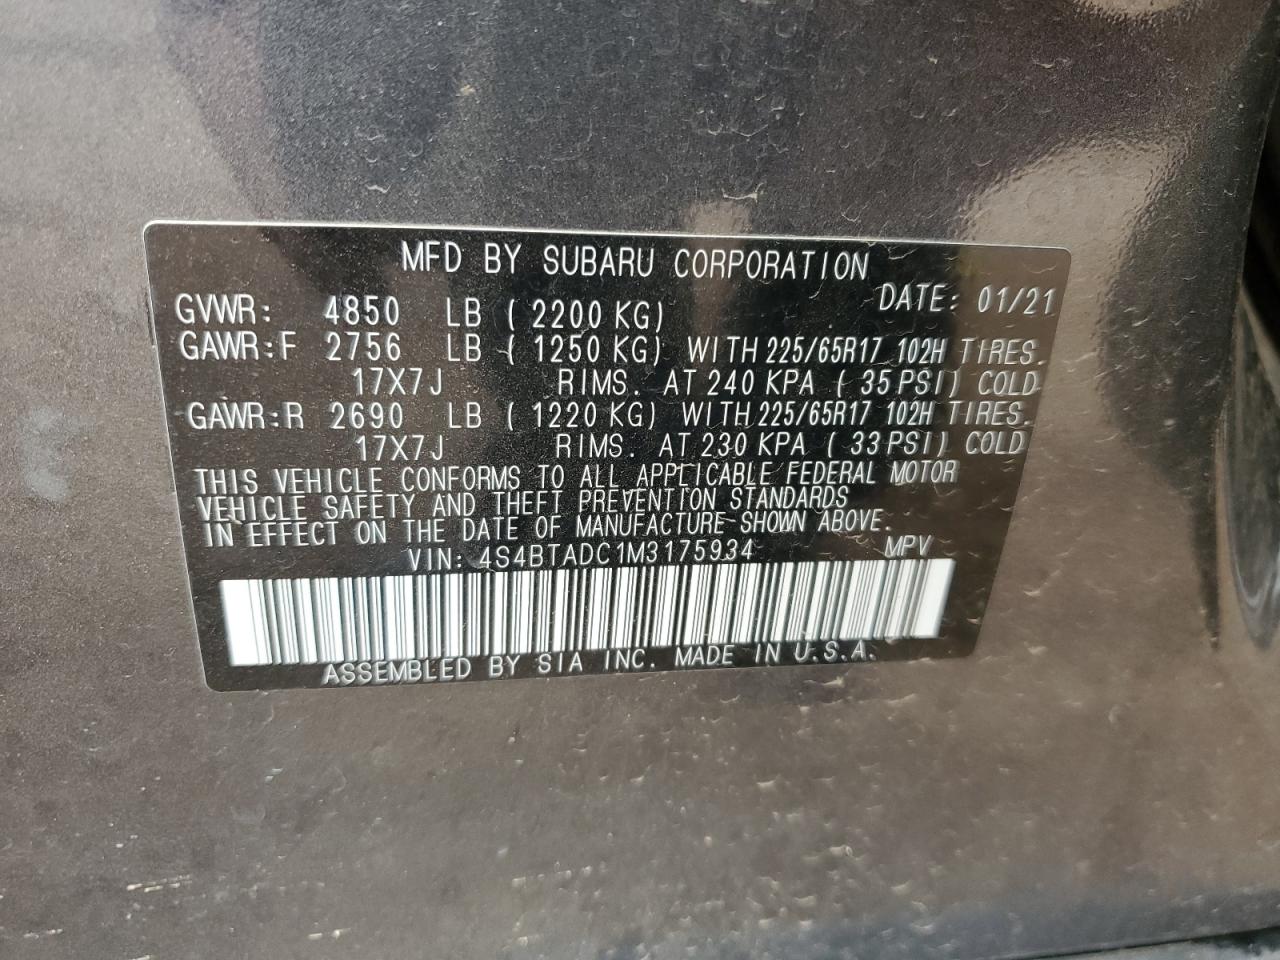 MFD BY SUBARU CORPORATION
DATE: 01/21
GVWR: 4850 LB ( 2200 KG)
GAWR:F 2756 LB ( 1250 KG) WITH 225/65R17 102H TIRES.
17X7J RIMS. AT 240 KPA ( 35 PSI) COLD
GAWR:R 2690 LB ( 1220 KG) WITH 225/65R17 102H TIRES.
17X7J RIMS. AT 230 KPA ( 33 PSI) COLD
THIS VEHICLE CONFORMS TO ALL APPLICABLE FEDERAL MOTOR
VEHICLE SAFETY AND THEFT PREVENTION STANDARDS
IN EFFECT ON THE DATE OF MANUFACTURE SHOWN ABOVE.
VIN: 4S4BTADC1M3175934 MPV
ASSEMBLED BY SIA INC. MADE IN U.S.A.